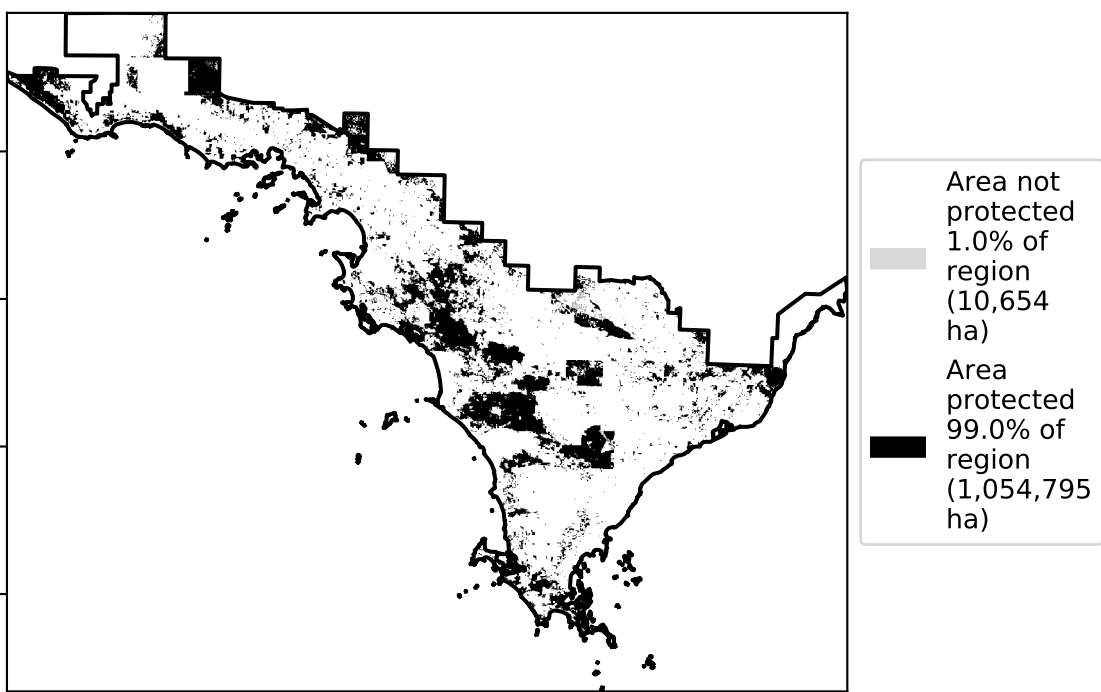 Area not
protected
1.0% of
region
(10,654
ha)
Area
protected
99.0% of
region
(1,054,795
ha)